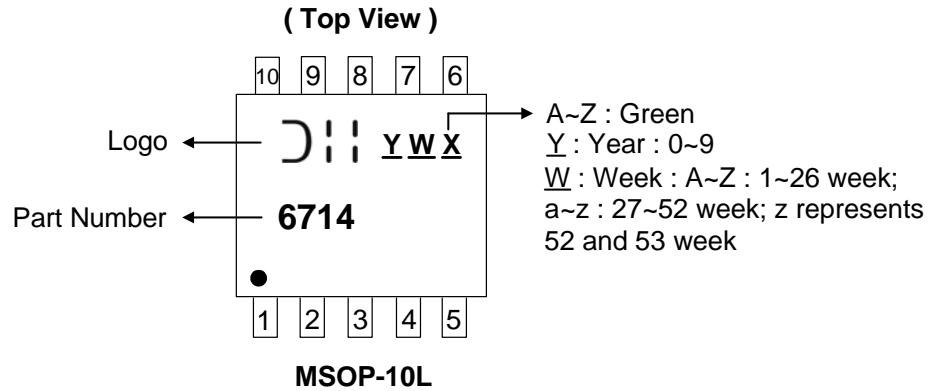 ( Top View )
10 9 8 7 6
Logo
Y W X
A~Z : Green
Y : Year : 0~9
W : Week : A~Z : 1~26 week;
a~z : 27~52 week; z represents
52 and 53 week
Part Number
6714
1 2 3 4 5
MSOP-10L